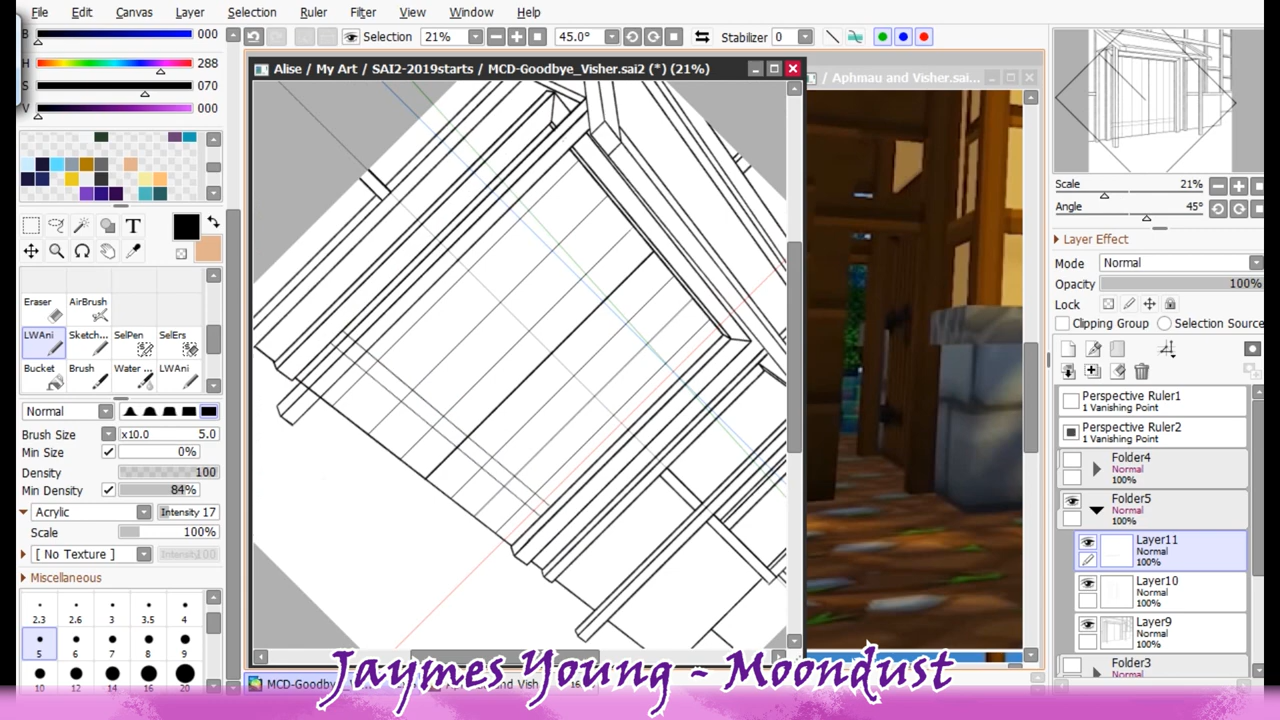 File Edit Canvas Layer Selection Ruler Filter View Window Help
B 000
H 288
S 070
V 000
Selection 21% 45.0° Stabilizer 0
Alise / My Art / SAI2-2019starts / MCD-Goodbye_Visher.sai2 (*) (21%)
/ Aphmau and Visher.sai...
T
Eraser AirBrush
LWAni Sketch... SelPen SelErs
Bucket Brush Water ... LWAni
Normal
Brush Size x10.0 5.0
Min Size 0%
Density 100
Min Density 84%
Acrylic Intensity 17
Scale 100%
[ No Texture ] Intensity 100
Miscellaneous
2.3 2.6 3 3.5 4
5 6 7 8 9
10 12 14 16 20
Scale 21%
Angle 45°
Layer Effect
Mode Normal
Opacity 100%
Lock
Clipping Group Selection Source
Perspective Ruler1
1 Vanishing Point
Perspective Ruler2
1 Vanishing Point
Folder4
Normal
100%
Folder5
Normal
100%
Layer11
Normal
100%
Layer10
Normal
100%
Layer9
Normal
100%
Folder3
Normal
MCD-Goodby
Jaymes Young - Moondust